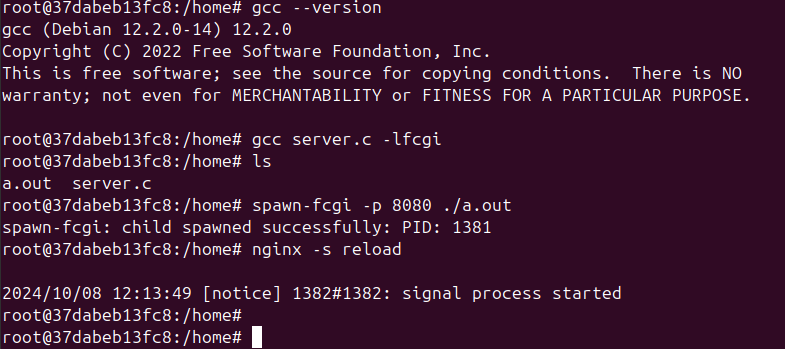 root@37dabeb13fc8:/home# gcc --version
gcc (Debian 12.2.0-14) 12.2.0
Copyright (C) 2022 Free Software Foundation, Inc.
This is free software; see the source for copying conditions.  There is NO
warranty; not even for MERCHANTABILITY or FITNESS FOR A PARTICULAR PURPOSE.

root@37dabeb13fc8:/home# gcc server.c -lfcgi
root@37dabeb13fc8:/home# ls
a.out  server.c
root@37dabeb13fc8:/home# spawn-fcgi -p 8080 ./a.out
spawn-fcgi: child spawned successfully: PID: 1381
root@37dabeb13fc8:/home# nginx -s reload

2024/10/08 12:13:49 [notice] 1382#1382: signal process started
root@37dabeb13fc8:/home#
root@37dabeb13fc8:/home#